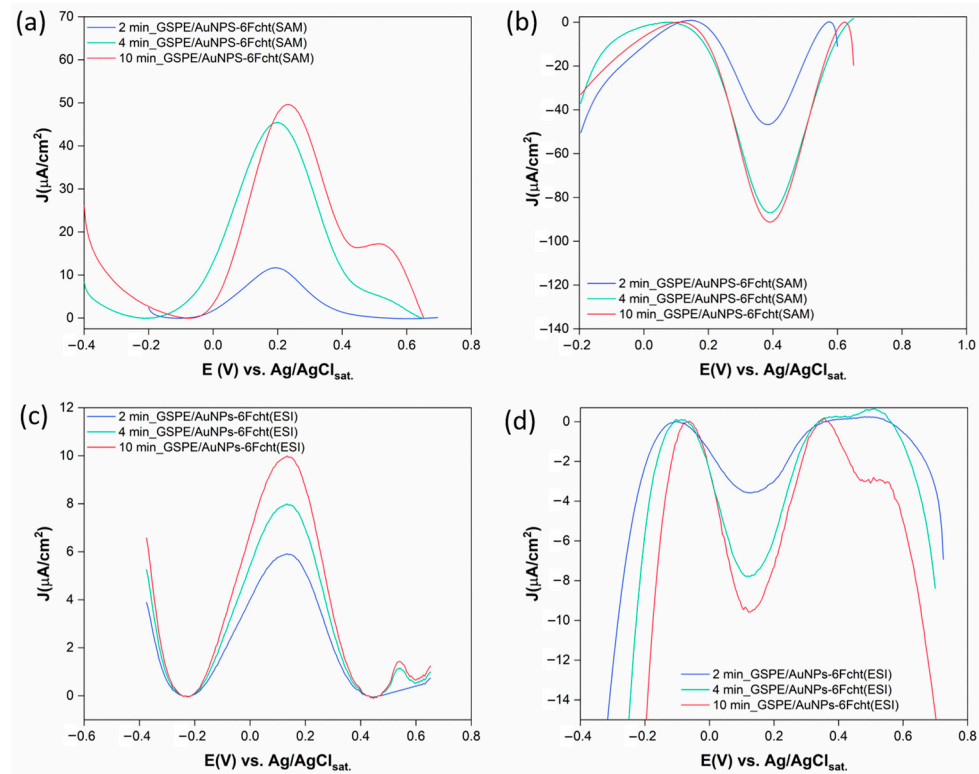 (a)
70
60
50
40
30
20
10
0
J(μA/cm²)
2 min_GSPE/AuNPS-6Fcht(SAM)
4 min_GSPE/AuNPS-6Fcht(SAM)
10 min_GSPE/AuNPS-6Fcht(SAM)
−0.4 −0.2 0.0 0.2 0.4 0.6 0.8
E (V) vs. Ag/AgCl sat.
(b)
0
−20
−40
−60
−80
−100
−120
−140
J(μA/cm²)
2 min_GSPE/AuNPS-6Fcht(SAM)
4 min_GSPE/AuNPS-6Fcht(SAM)
10 min_GSPE/AuNPS-6Fcht(SAM)
−0.2 0.0 0.2 0.4 0.6 0.8 1.0
E(V) vs. Ag/AgCl sat.
(c)
12
10
8
6
4
2
0
J(μA/cm²)
2 min_GSPE/AuNPs-6Fcht(ESI)
4 min_GSPE/AuNPs-6Fcht(ESI)
10 min_GSPE/AuNPs-6Fcht(ESI)
−0.6 −0.4 −0.2 0.0 0.2 0.4 0.6 0.8
E(V) vs. Ag/AgCl sat.
(d)
0
−2
−4
−6
−8
−10
−12
−14
J(μA/cm²)
2 min_GSPE/AuNPs-6Fcht(ESI)
4 min_GSPE/AuNPs-6Fcht(ESI)
10 min_GSPE/AuNPs-6Fcht(ESI)
−0.4 −0.2 0.0 0.2 0.4 0.6 0.8
E(V) vs. Ag/AgCl sat.